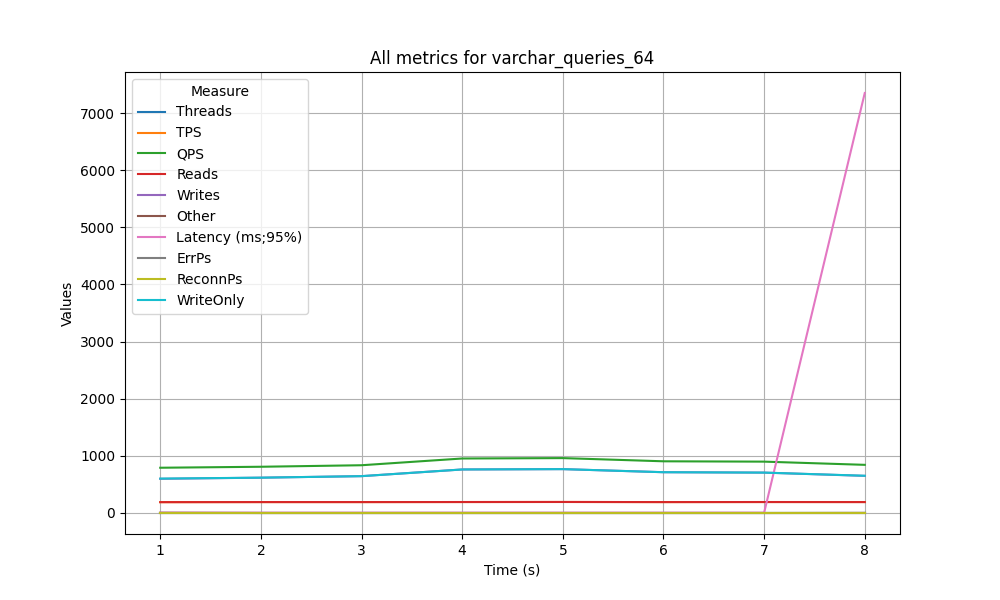 All metrics for varchar_queries_64
Measure
Threads
TPS
QPS
Reads
Writes
Other
Latency (ms;95%)
ErrPs
ReconnPs
WriteOnly
7000
6000
5000
4000
3000
2000
1000
0
Values
1 2 3 4 5 6 7 8
Time (s)